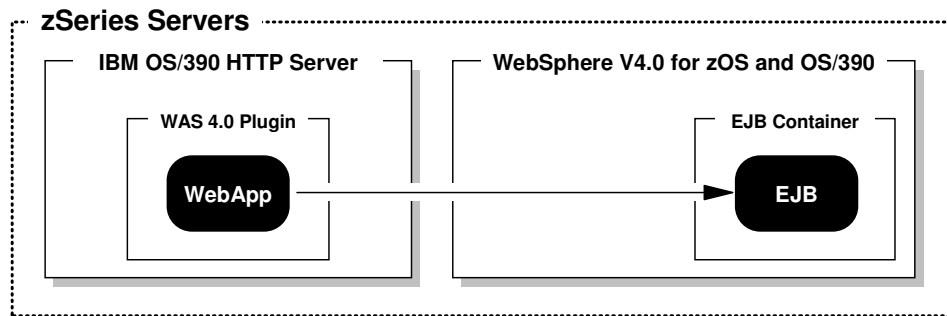 zSeries Servers
IBM OS/390 HTTP Server
WebSphere V4.0 for zOS and OS/390
WAS 4.0 Plugin
EJB Container
WebApp
EJB